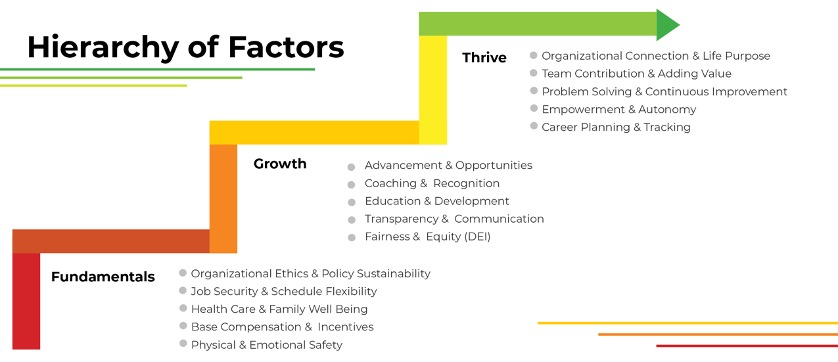 Hierarchy of Factors
Thrive
Organizational Connection & Life Purpose
Team Contribution & Adding Value
Problem Solving & Continuous Improvement
Empowerment & Autonomy
Career Planning & Tracking
Growth
Advancement & Opportunities
Coaching & Recognition
Education & Development
Transparency & Communication
Fairness & Equity (DEI)
Fundamentals
Organizational Ethics & Policy Sustainability
Job Security & Schedule Flexibility
Health Care & Family Well Being
Base Compensation & Incentives
Physical & Emotional Safety